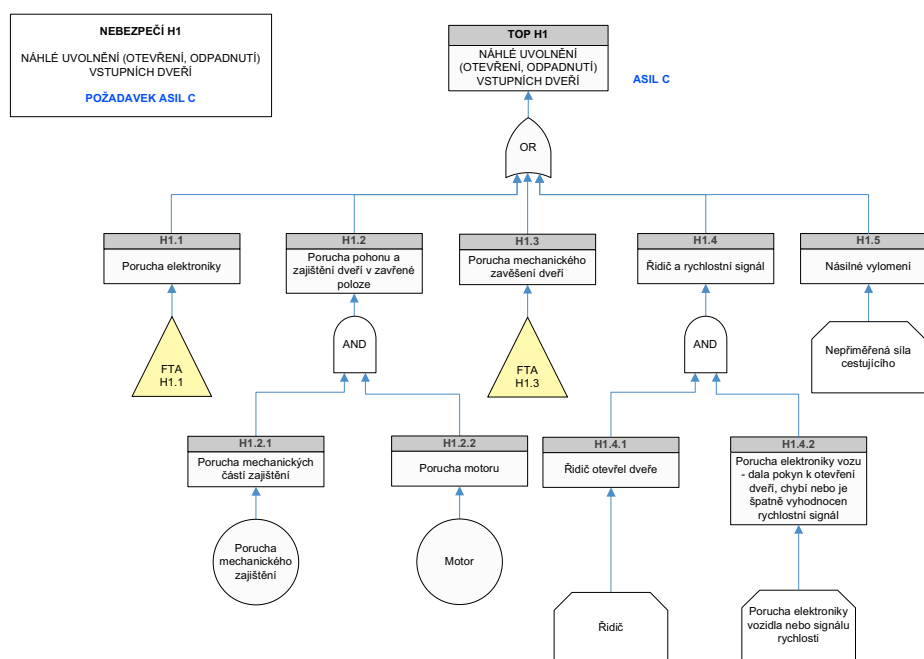 NEBEZPEČÍ H1
NÁHLÉ UVOLNĚNÍ (OTEVŘENÍ, ODPADNUTÍ)
VSTUPNÍCH DVEŘÍ
POŽADAVEK ASIL C
TOP H1
NÁHLÉ UVOLNĚNÍ
(OTEVŘENÍ, ODPADNUTÍ)
VSTUPNÍCH DVEŘÍ
ASIL C
OR
H1.1
Porucha elektroniky
H1.2
Porucha pohonu a
zajištění dveří v zavřené
poloze
H1.3
Porucha mechanického
zavěšení dveří
H1.4
Řidič a rychlostní signál
H1.5
Násilné vylomení
FTA
H1.1
AND
FTA
H1.3
AND
Nepřiměřená síla
cestujícího
H1.2.1
Porucha mechanických
částí zajištění
H1.2.2
Porucha motoru
H1.4.1
Řidič otevřel dveře
H1.4.2
Porucha elektroniky vozu
- dala pokyn k otevření
dveří, chybí nebo je
špatně vyhodnocen
rychlostní signál
Porucha
mechanického
zajištění
Motor
Řidič
Porucha elektroniky
vozidla nebo signálu
rychlosti